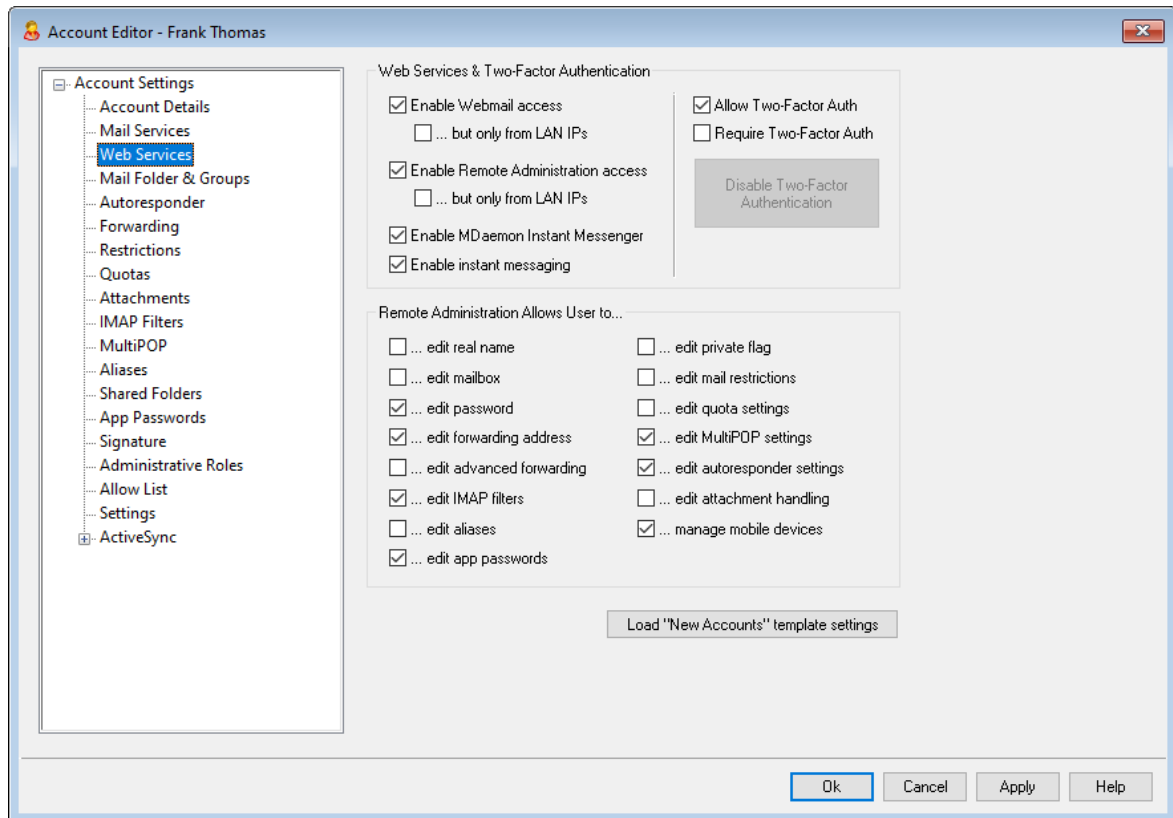 Account Editor - Frank Thomas
Account Settings
Account Details
Mail Services
Web Services
Mail Folder & Groups
Autoresponder
Forwarding
Restrictions
Quotas
Attachments
IMAP Filters
MultiPOP
Aliases
Shared Folders
App Passwords
Signature
Administrative Roles
Allow List
Settings
ActiveSync
Web Services & Two-Factor Authentication
Enable Webmail access
... but only from LAN IPs
Enable Remote Administration access
... but only from LAN IPs
Enable MDaemon Instant Messenger
Enable instant messaging
Allow Two-Factor Auth
Require Two-Factor Auth
Disable Two-Factor
Authentication
Remote Administration Allows User to...
... edit real name
... edit mailbox
... edit password
... edit forwarding address
... edit advanced forwarding
... edit IMAP filters
... edit aliases
... edit app passwords
... edit private flag
... edit mail restrictions
... edit quota settings
... edit MultiPOP settings
... edit autoresponder settings
... edit attachment handling
... manage mobile devices
Load "New Accounts" template settings
Ok
Cancel
Apply
Help